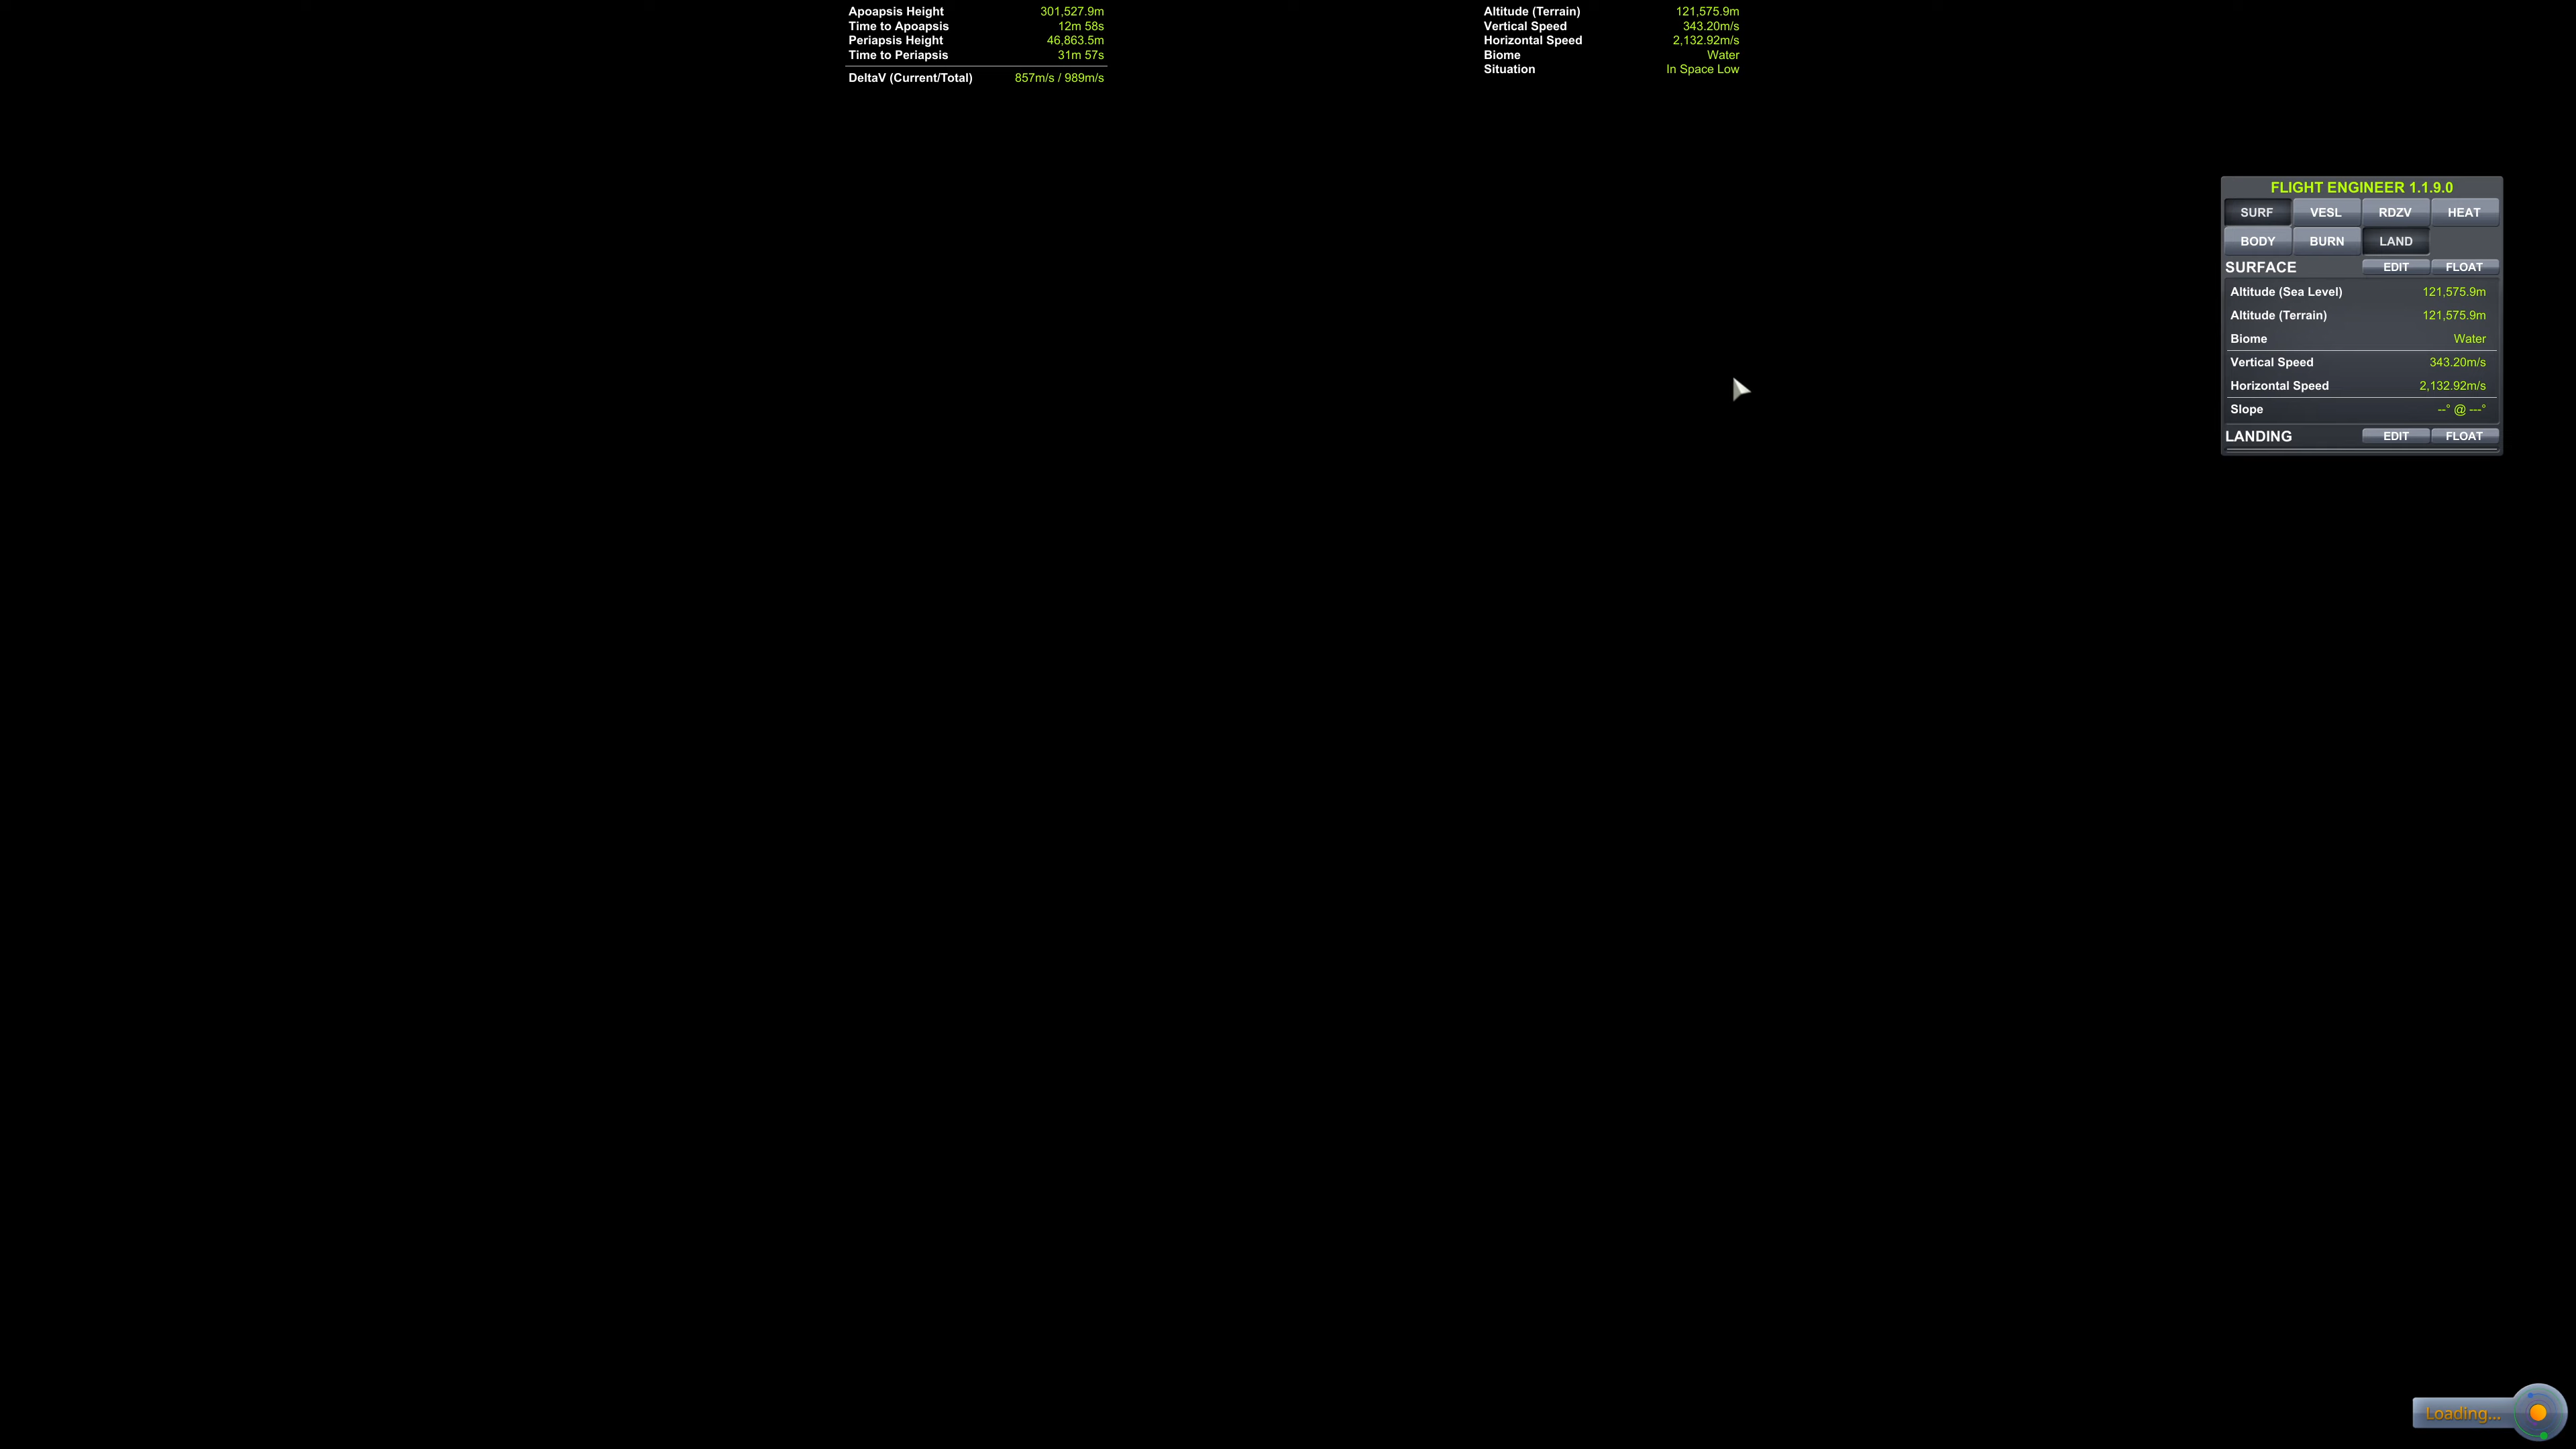 Apoapsis Height 301,527.9m
Time to Apoapsis 12m 58s
Periapsis Height 46,863.5m
Time to Periapsis 31m 57s
DeltaV (Current/Total) 857m/s / 989m/s
Altitude (Terrain) 121,575.9m
Vertical Speed 343.20m/s
Horizontal Speed 2,132.92m/s
Biome Water
Situation In Space Low
FLIGHT ENGINEER 1.1.9.0
SURF VESL RDZV HEAT
BODY BURN LAND
SURFACE EDIT FLOAT
Altitude (Sea Level) 121,575.9m
Altitude (Terrain) 121,575.9m
Biome Water
Vertical Speed 343.20m/s
Horizontal Speed 2,132.92m/s
Slope --° @ ---°
LANDING EDIT FLOAT
Loading...